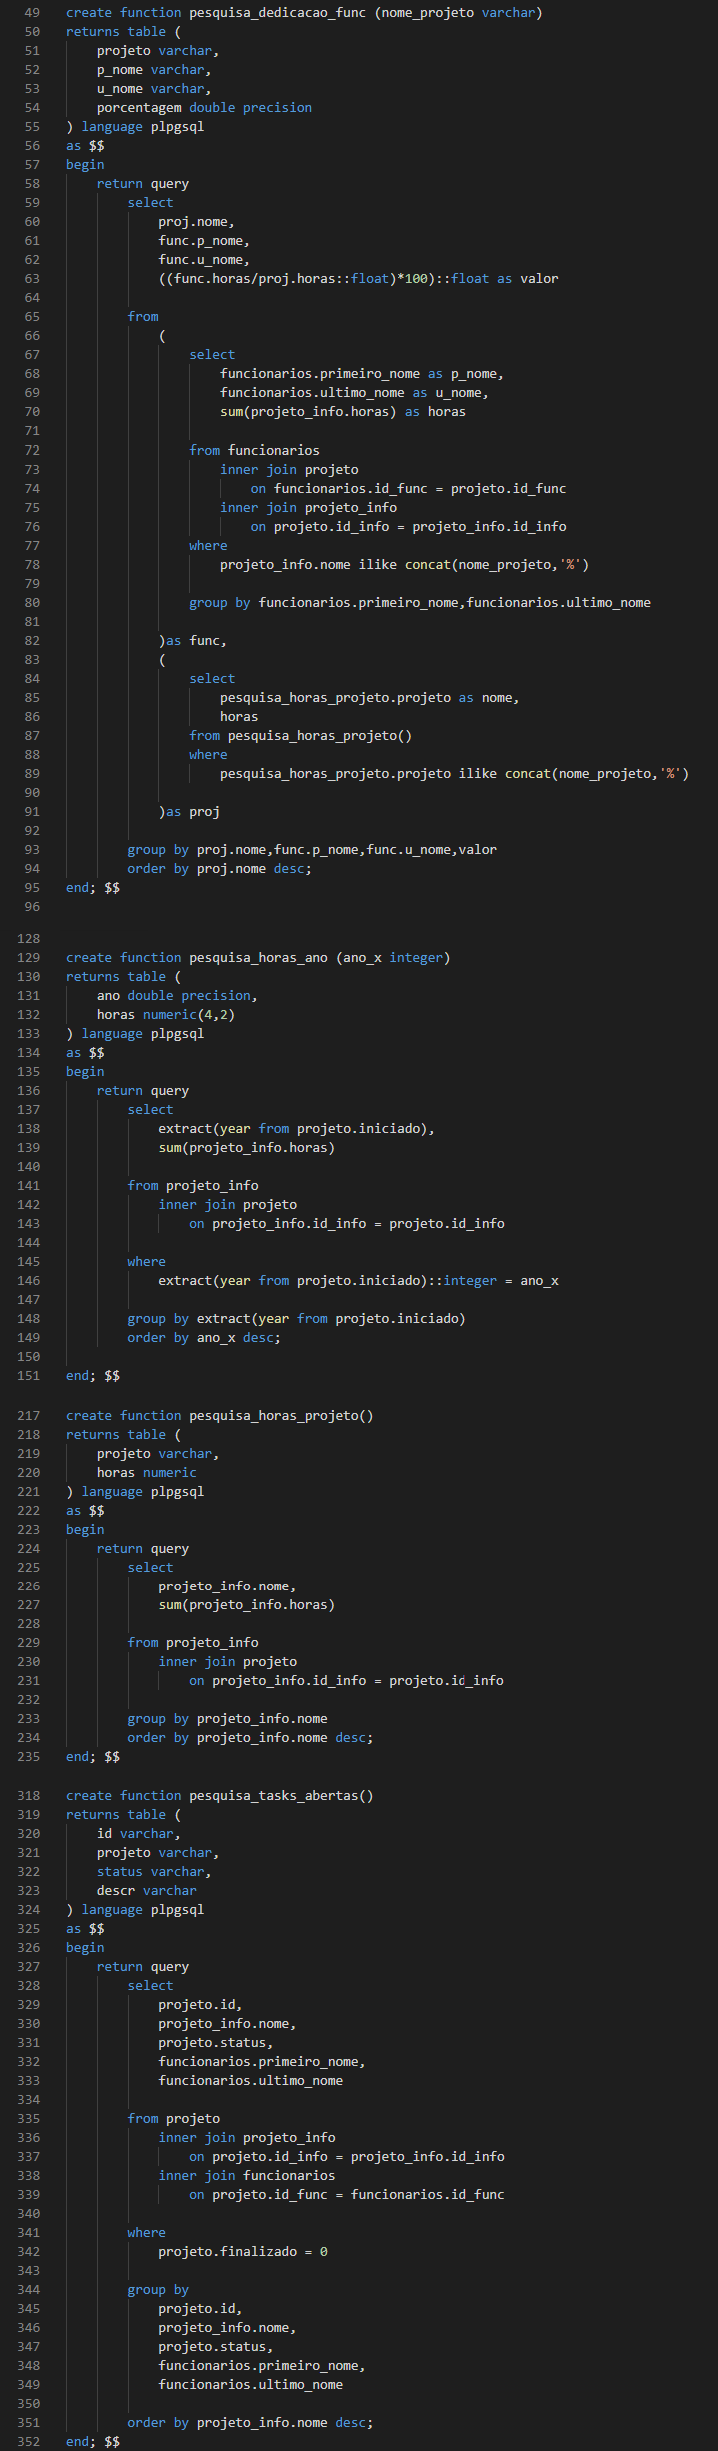 49 create function pesquisa_dedicacao_func (nome_projeto varchar)
50 returns table (
51 projeto varchar,
52 p_nome varchar,
53 u_nome varchar,
54 porcentagem double precision
55 ) language plpgsql
56 as $$
57 begin
58 return query
59 select
60 proj.nome,
61 func.p_nome,
62 func.u_nome,
63 ((func.horas/proj.horas::float)*100)::float as valor
64
65 from
66 (
67 select
68 funcionarios.primeiro_nome as p_nome,
69 funcionarios.ultimo_nome as u_nome,
70 sum(projeto_info.horas) as horas
71
72 from funcionarios
73 inner join projeto
74 on funcionarios.id_func = projeto.id_func
75 inner join projeto_info
76 on projeto.id_info = projeto_info.id_info
77 where
78 projeto_info.nome ilike concat(nome_projeto,'%')
79
80 group by funcionarios.primeiro_nome,funcionarios.ultimo_nome
81
82 )as func,
83 (
84 select
85 pesquisa_horas_projeto.projeto as nome,
86 horas
87 from pesquisa_horas_projeto()
88 where
89 pesquisa_horas_projeto.projeto ilike concat(nome_projeto,'%')
90
91 )as proj
92
93 group by proj.nome,func.p_nome,func.u_nome,valor
94 order by proj.nome desc;
95 end; $$
96
128
129 create function pesquisa_horas_ano (ano_x integer)
130 returns table (
131 ano double precision,
132 horas numeric(4,2)
133 ) language plpgsql
134 as $$
135 begin
136 return query
137 select
138 extract(year from projeto.iniciado),
139 sum(projeto_info.horas)
140
141 from projeto_info
142 inner join projeto
143 on projeto_info.id_info = projeto.id_info
144
145 where
146 extract(year from projeto.iniciado)::integer = ano_x
147
148 group by extract(year from projeto.iniciado)
149 order by ano_x desc;
150
151 end; $$
217 create function pesquisa_horas_projeto()
218 returns table (
219 projeto varchar,
220 horas numeric
221 ) language plpgsql
222 as $$
223 begin
224 return query
225 select
226 projeto_info.nome,
227 sum(projeto_info.horas)
228
229 from projeto_info
230 inner join projeto
231 on projeto_info.id_info = projeto.id_info
232
233 group by projeto_info.nome
234 order by projeto_info.nome desc;
235 end; $$
318 create function pesquisa_tasks_abertas()
319 returns table (
320 id varchar,
321 projeto varchar,
322 status varchar,
323 descr varchar
324 ) language plpgsql
325 as $$
326 begin
327 return query
328 select
329 projeto.id,
330 projeto_info.nome,
331 projeto.status,
332 funcionarios.primeiro_nome,
333 funcionarios.ultimo_nome
334
335 from projeto
336 inner join projeto_info
337 on projeto.id_info = projeto_info.id_info
338 inner join funcionarios
339 on projeto.id_func = funcionarios.id_func
340
341 where
342 projeto.finalizado = 0
343
344 group by
345 projeto.id,
346 projeto_info.nome,
347 projeto.status,
348 funcionarios.primeiro_nome,
349 funcionarios.ultimo_nome
350
351 order by projeto_info.nome desc;
352 end; $$